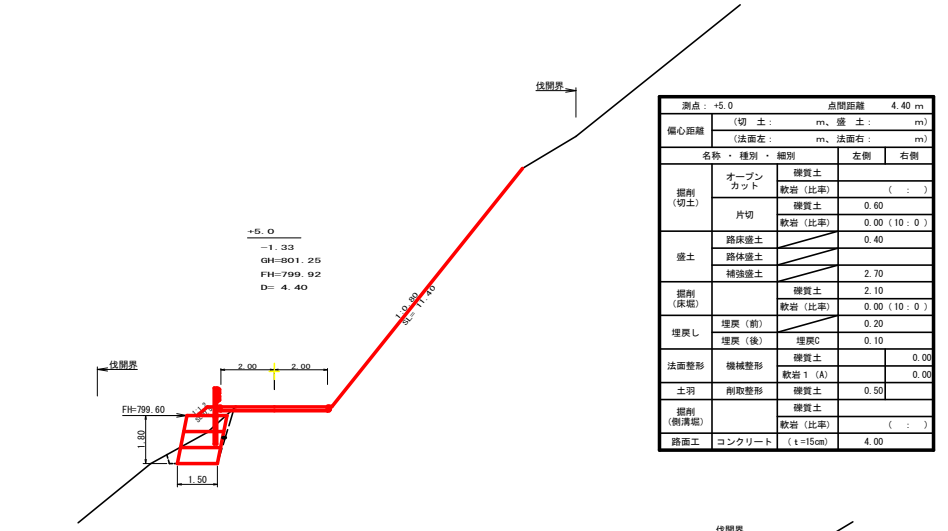 伐開界
+5.0
-1.33
GH=801.25
FH=799.92
D= 4.40
1:0.80
SL= 11.40
伐開界
2.00 2.00
FH=799.60
1.80
1.50
測点： +5.0 点間距離 4.40 m
偏心距離 (切 土： m、 盛 土： m)
(法面左： m、 法面右： m)
名称 ・ 種別 ・ 細別 左側 右側
掘削(切土) オープンカット 礫質土
軟岩 (比率) ( : )
片切 礫質土 0.60
軟岩 (比率) 0.00 (10 : 0 )
盛土 路床盛土 0.40
路体盛土
補強盛土 2.70
掘削(床堀) 礫質土 2.10
軟岩 (比率) 0.00 (10 : 0 )
埋戻し 埋戻 (前) 0.20
埋戻 (後) 埋戻C 0.10
法面整形 機械整形 礫質土 0.00
軟岩１ (A) 0.00
土羽 削取整形 礫質土 0.50
掘削(側溝堀) 礫質土
軟岩 (比率) ( : )
路面工 コンクリート (t=15cm) 4.00
伐開界